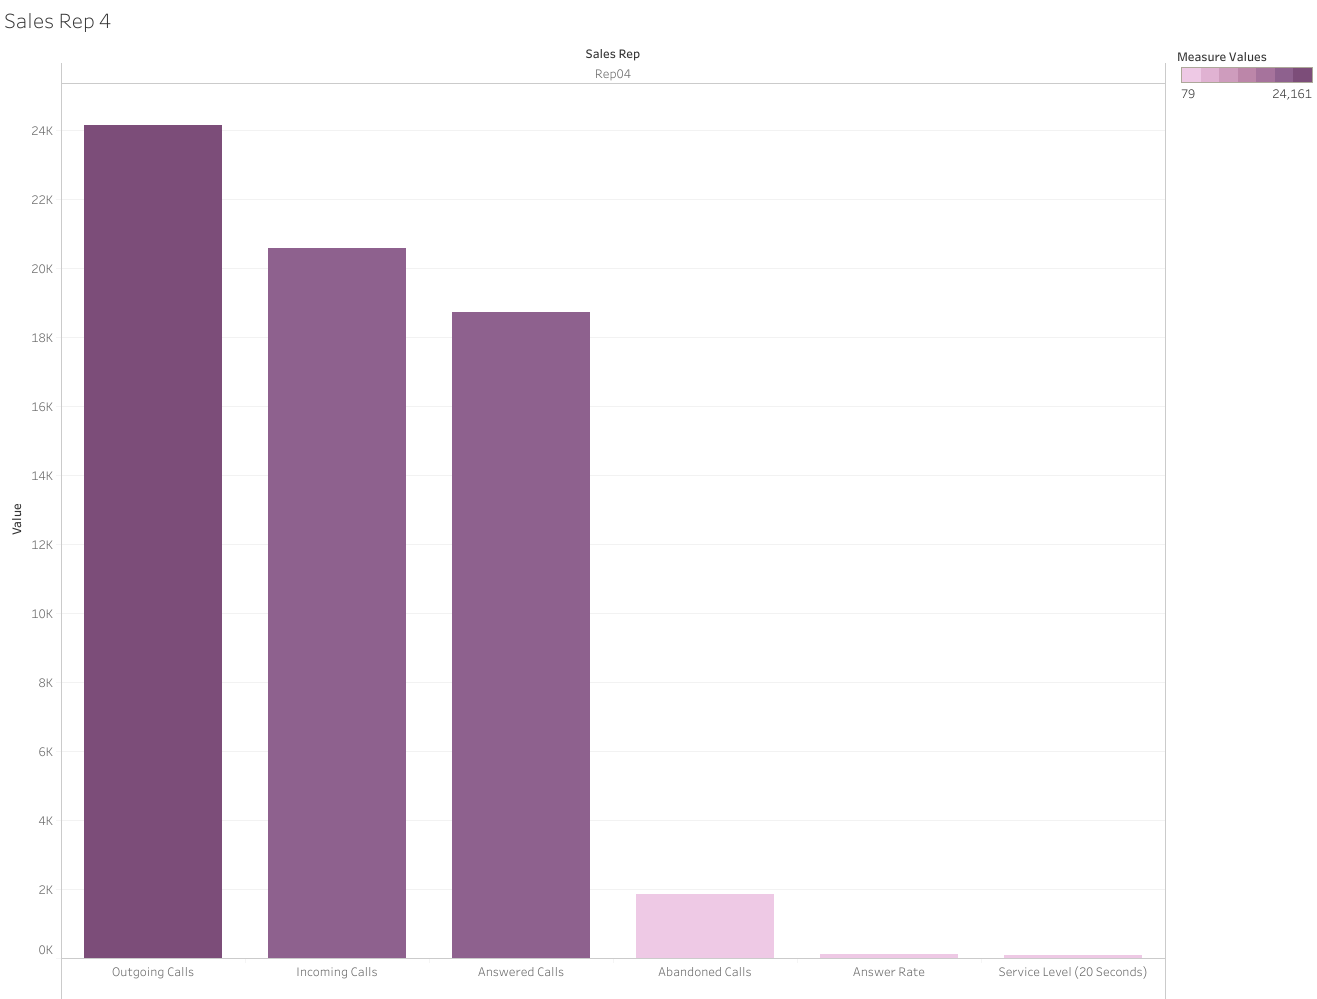 Sales Rep 4
Sales Rep
Rep04
Measure Values
79 24,161
24K
22K
20K
18K
16K
14K
12K
10K
8K
6K
4K
2K
0K
Value
Outgoing Calls Incoming Calls Answered Calls Abandoned Calls Answer Rate Service Level (20 Seconds)